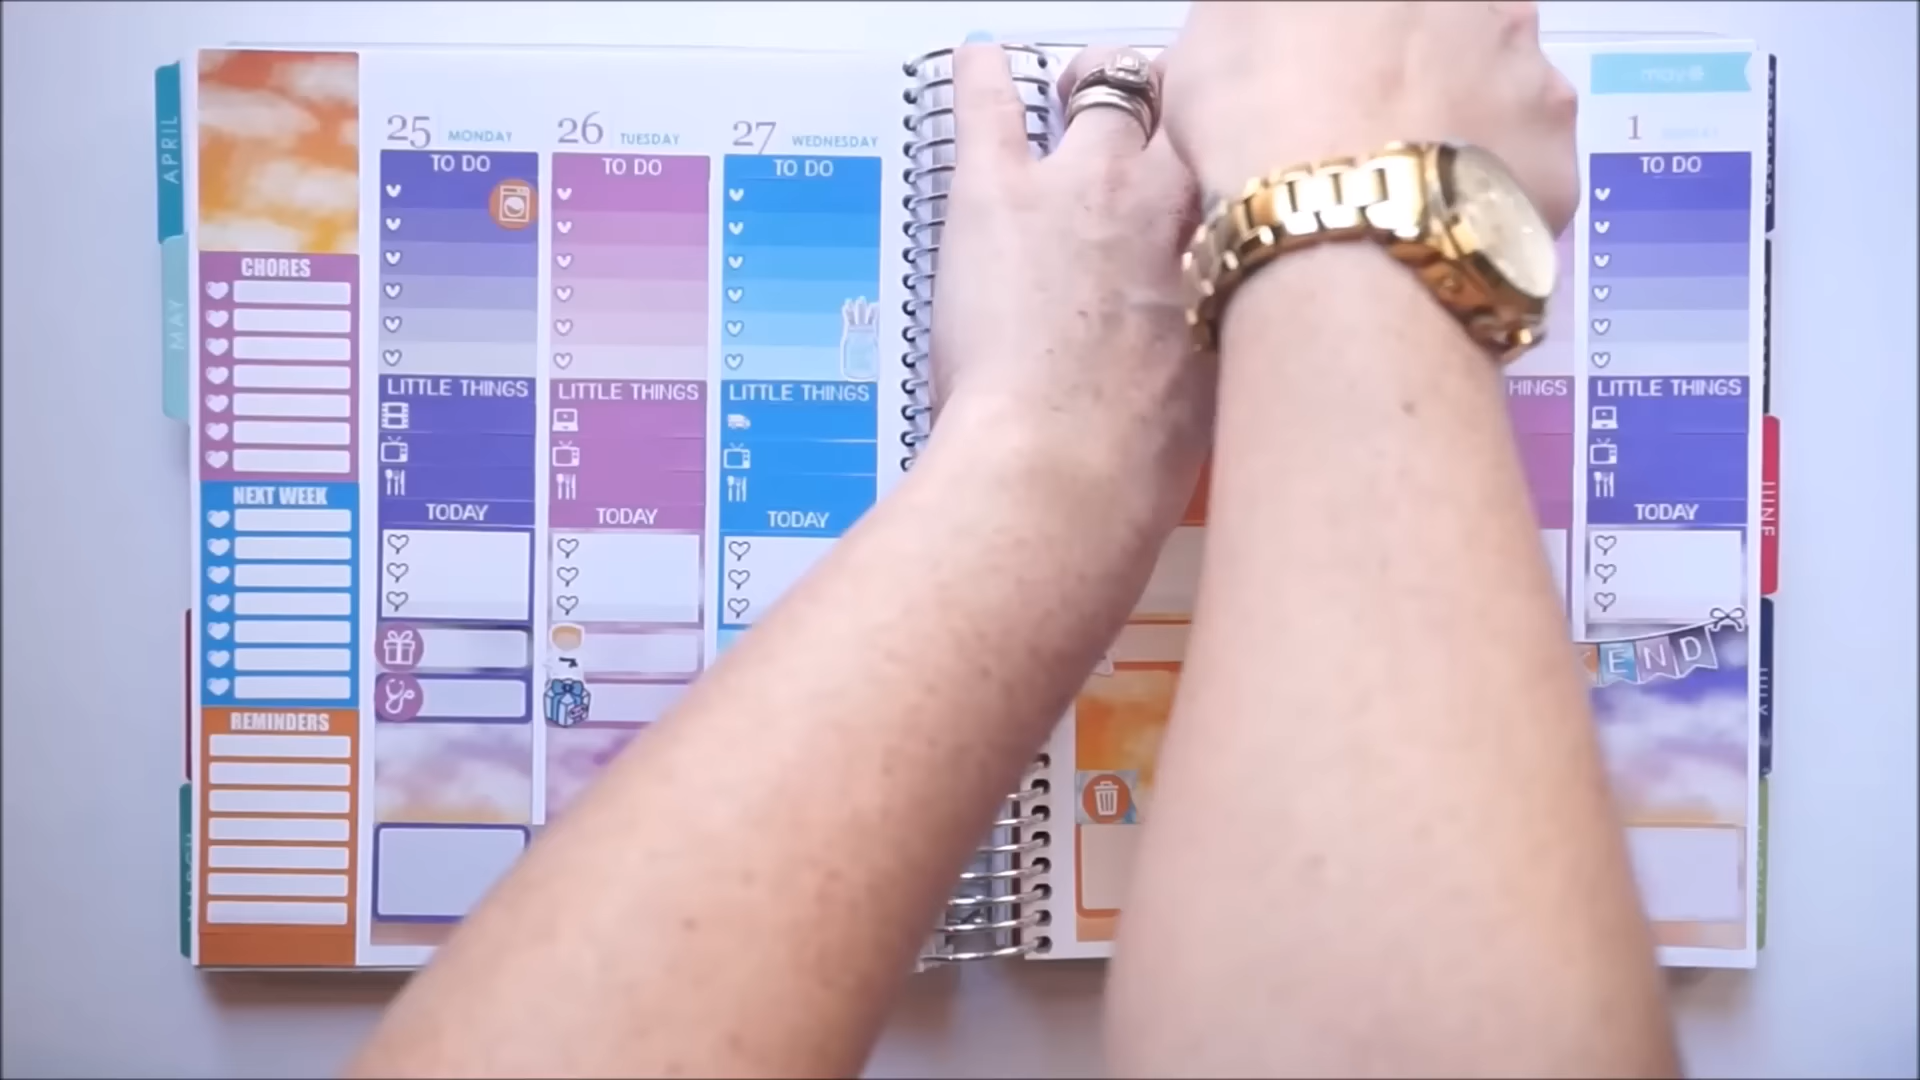 APRIL
MAY
CHORES
NEXT WEEK
REMINDERS
25 MONDAY
TO DO
LITTLE THINGS
TODAY
26 TUESDAY
TO DO
LITTLE THINGS
TODAY
27 WEDNESDAY
TO DO
LITTLE THINGS
TODAY
HINGS
may
1
TO DO
LITTLE THINGS
TODAY
END
JUNE
JULY